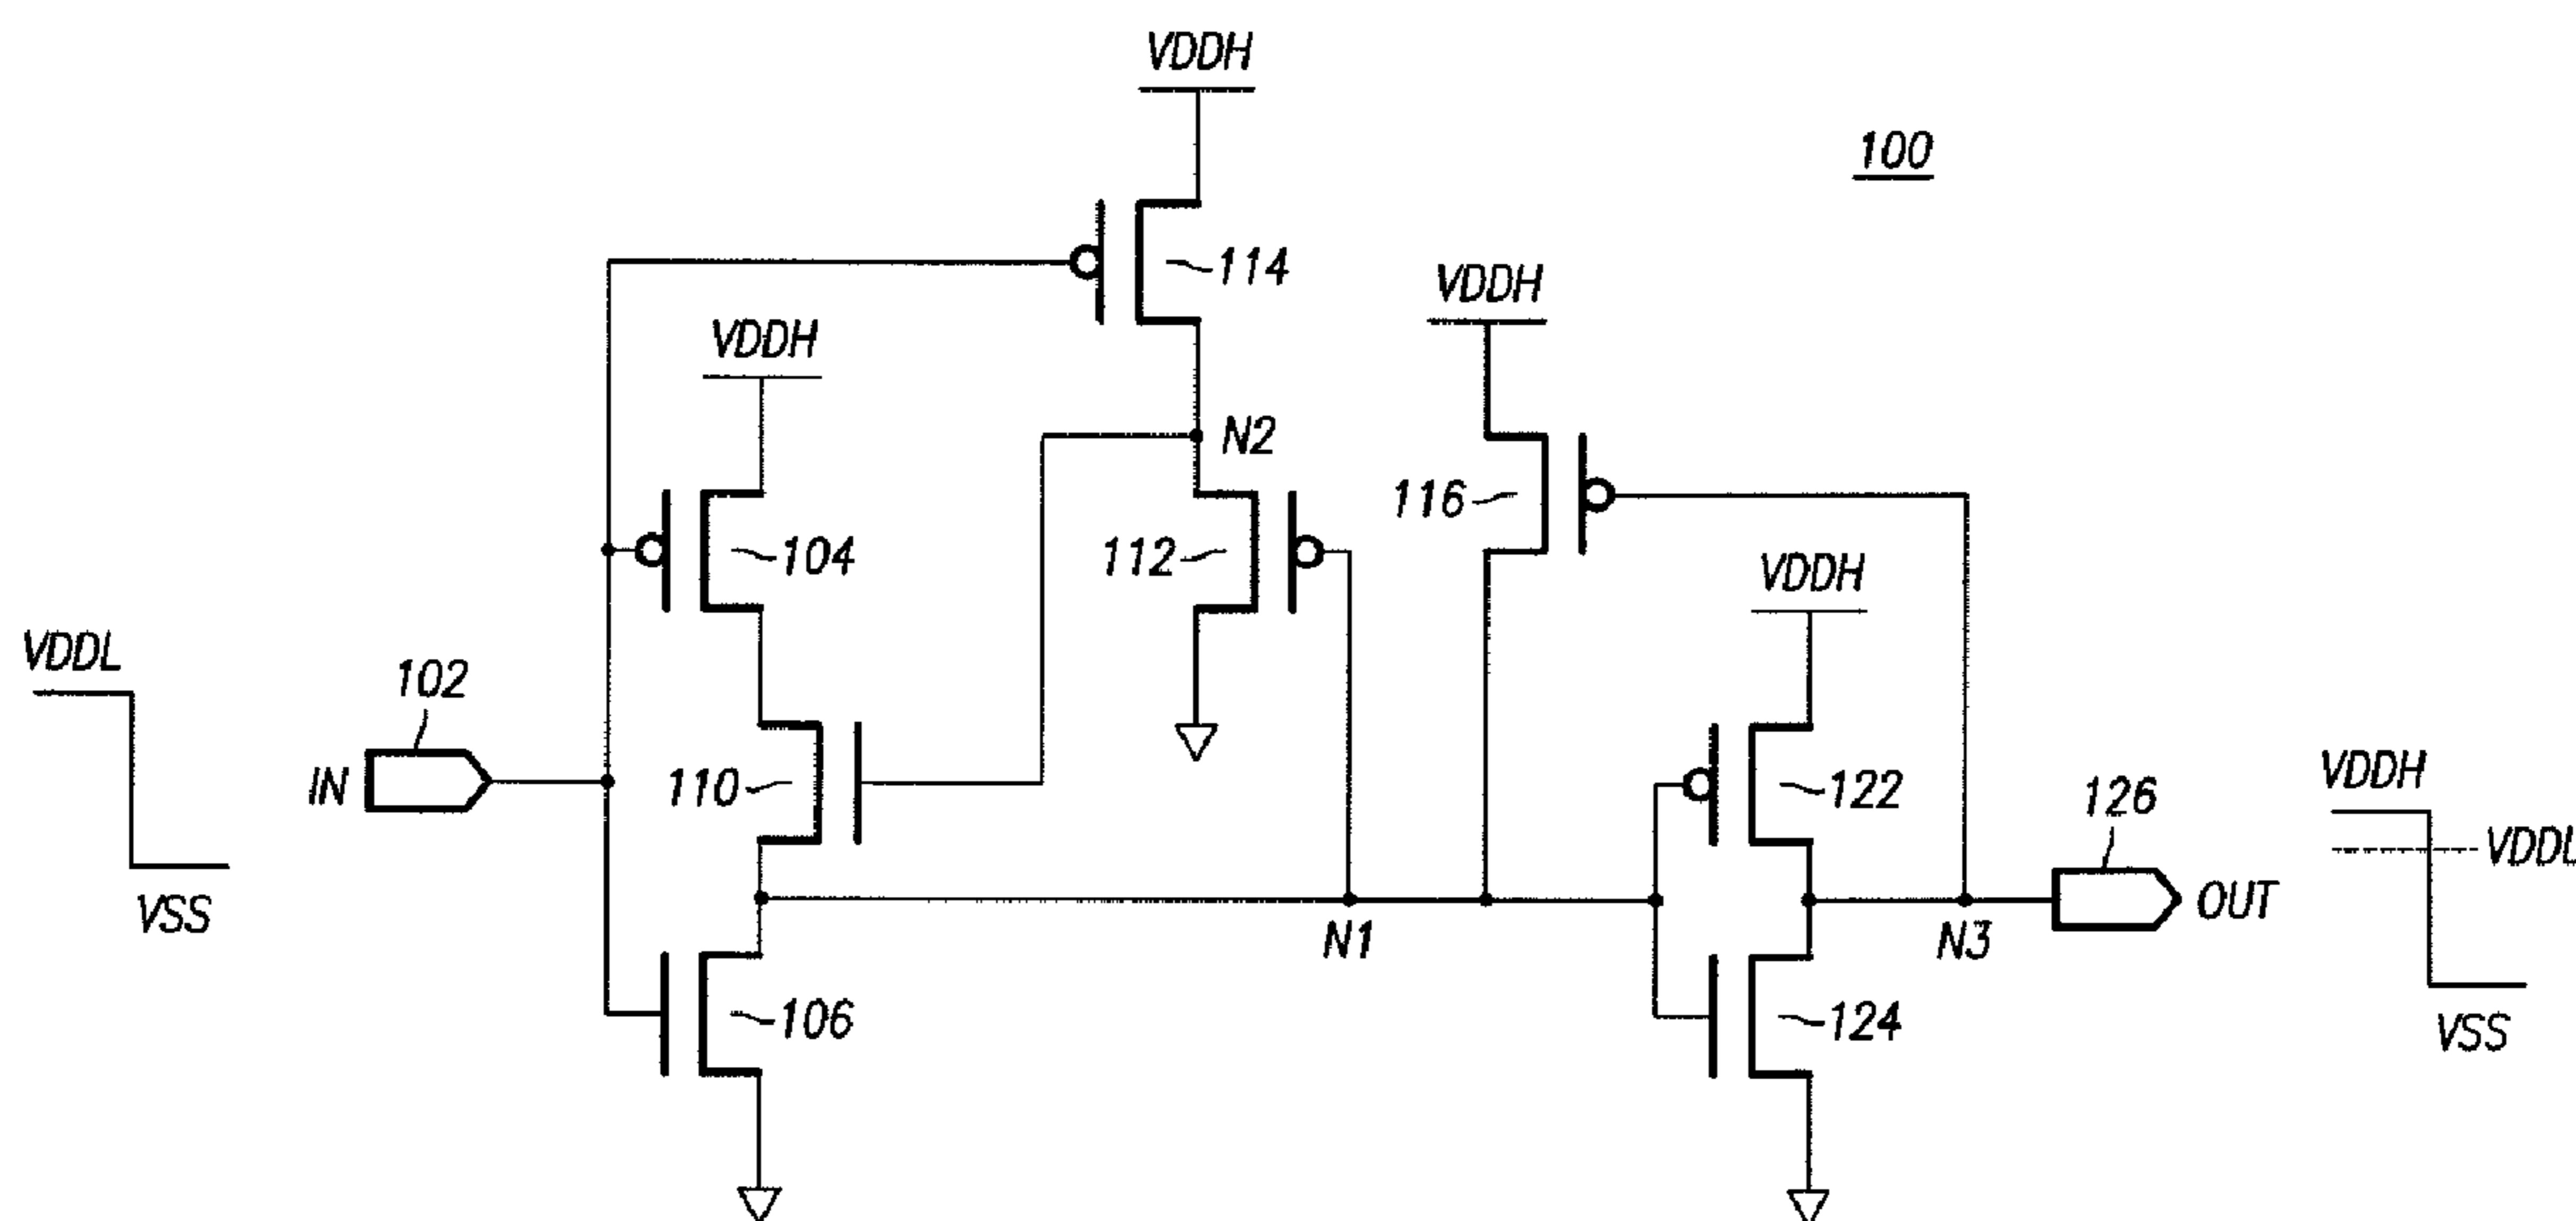 VDDH
100
114
VDDH
VDDH
N2
116
104
112
VDDH
VDDL
102
IN
110
122
126
VDDH
VDDL
OUT
VSS
N1
N3
106
124
VSS